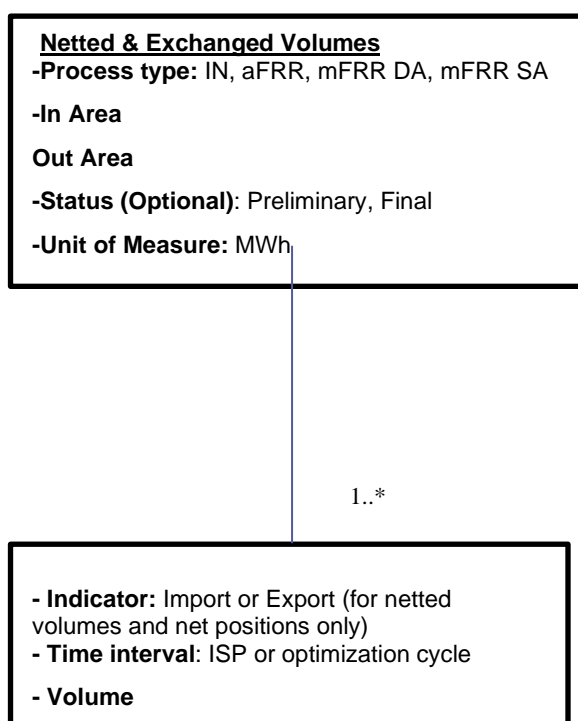 Netted & Exchanged Volumes
-Process type: IN, aFRR, mFRR DA, mFRR SA
-In Area
Out Area
-Status (Optional): Preliminary, Final
-Unit of Measure: MWh
1..*
- Indicator: Import or Export (for netted
volumes and net positions only)
- Time interval: ISP or optimization cycle
- Volume